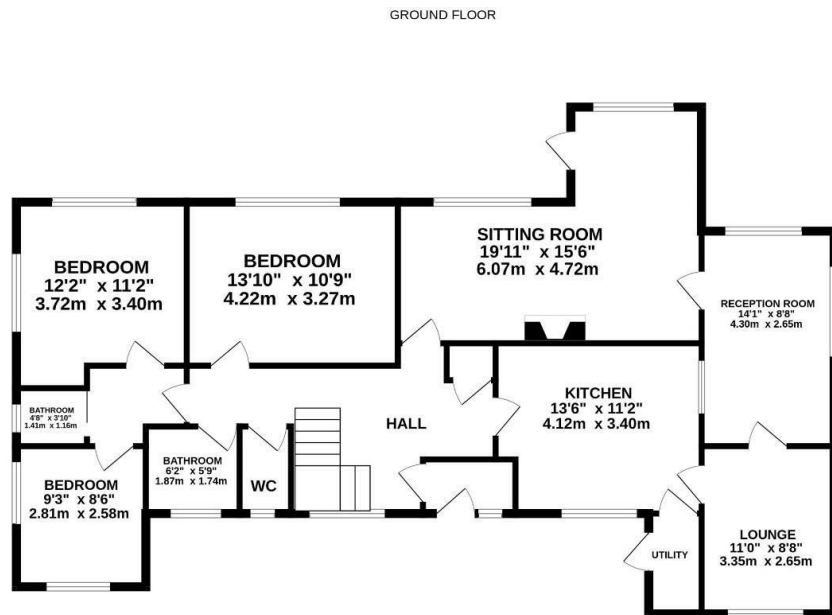 GROUND FLOOR
BEDROOM
12'2" x 11'2"
3.72m x 3.40m
BEDROOM
13'10" x 10'9"
4.22m x 3.27m
SITTING ROOM
19'11" x 15'6"
6.07m x 4.72m
RECEPTION ROOM
14'1" x 8'8"
4.30m x 2.65m
BATHROOM
4'8" x 3'10"
1.41m x 1.16m
HALL
KITCHEN
13'6" x 11'2"
4.12m x 3.40m
BEDROOM
9'3" x 8'6"
2.81m x 2.58m
BATHROOM
6'2" x 5'9"
1.87m x 1.74m
WC
UTILITY
LOUNGE
11'0" x 8'8"
3.35m x 2.65m